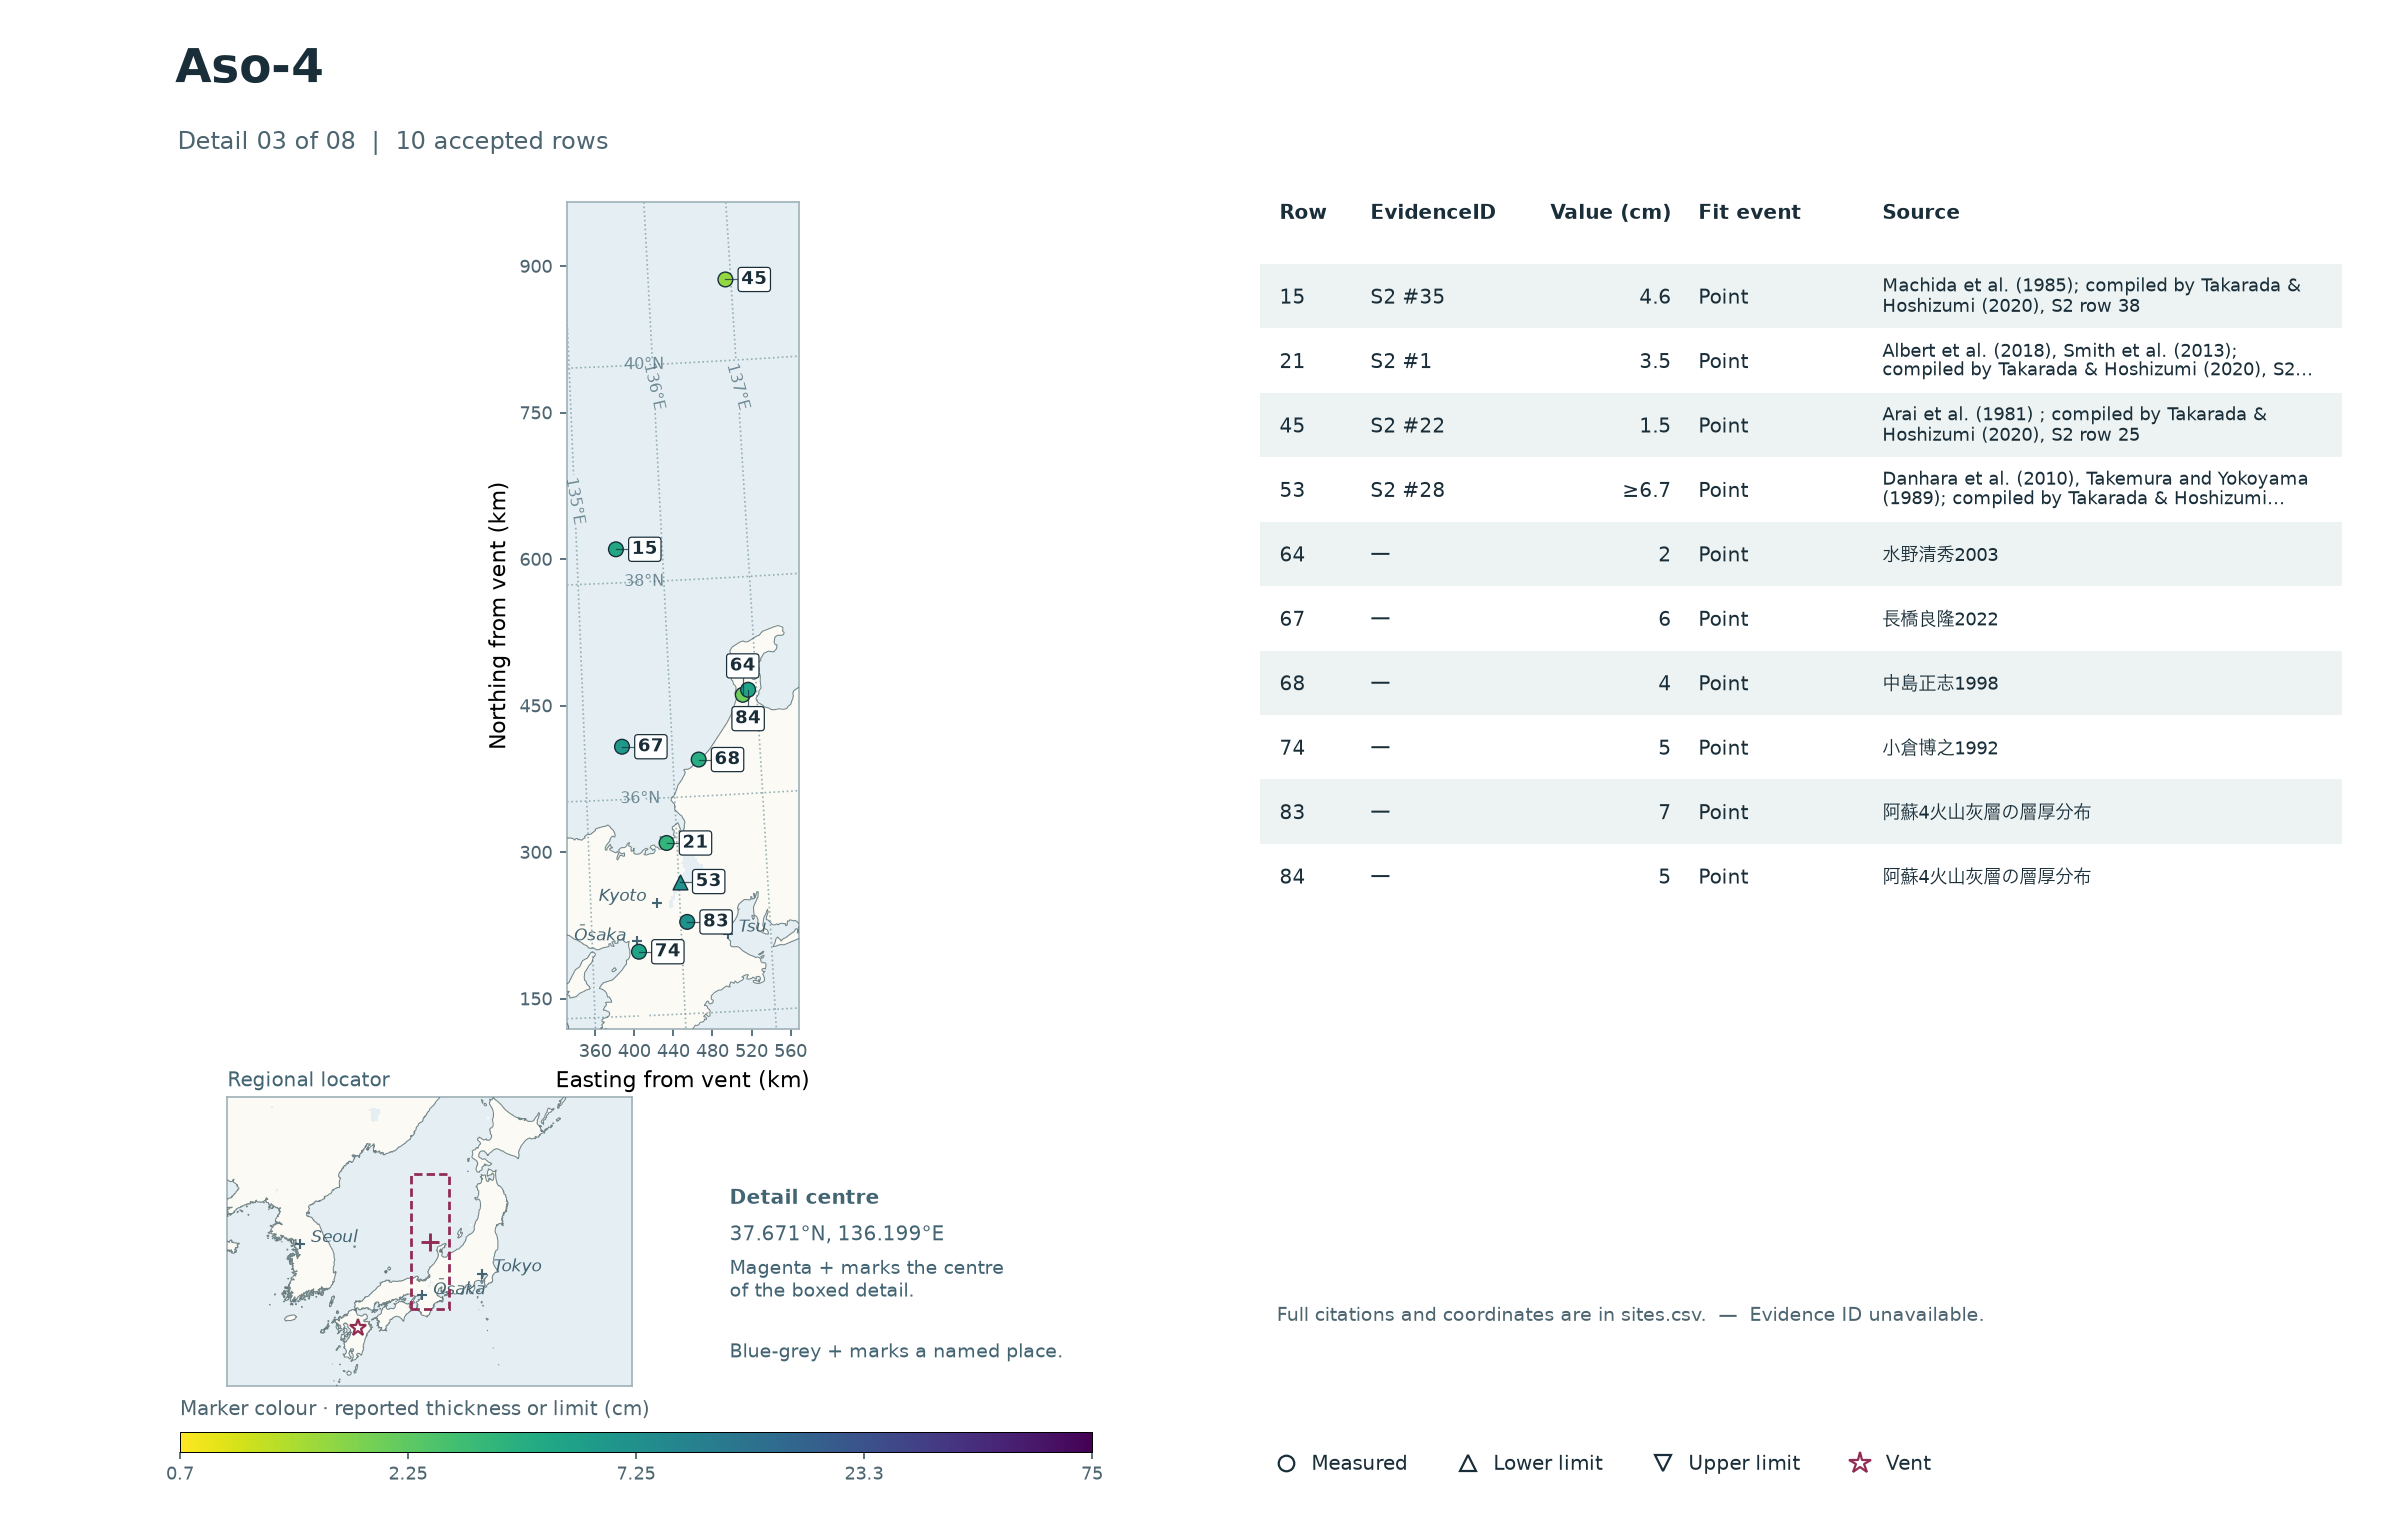 Aso-4
Detail 03 of 08 | 10 accepted rows
Northing from vent (km)
900
750
600
450
300
150
45
40°N
136°E
137°E
135°E
15
38°N
64
84
67
68
36°N
21
53
Kyoto
83
Tsu
Ōsaka
74
360 400 440 480 520 560
Easting from vent (km)
Row EvidenceID Value (cm) Fit event Source
15 S2 #35 4.6 Point Machida et al. (1985); compiled by Takarada &
Hoshizumi (2020), S2 row 38
21 S2 #1 3.5 Point Albert et al. (2018), Smith et al. (2013);
compiled by Takarada & Hoshizumi (2020), S2...
45 S2 #22 1.5 Point Arai et al. (1981) ; compiled by Takarada &
Hoshizumi (2020), S2 row 25
53 S2 #28 ≥6.7 Point Danhara et al. (2010), Takemura and Yokoyama
(1989); compiled by Takarada & Hoshizumi...
64 — 2 Point 水野清秀2003
67 — 6 Point 長橋良隆2022
68 — 4 Point 中島正志1998
74 — 5 Point 小倉博之1992
83 — 7 Point 阿蘇4火山灰層の層厚分布
84 — 5 Point 阿蘇4火山灰層の層厚分布
Regional locator
Seoul
Tokyo
Ōsaka
Detail centre
37.671°N, 136.199°E
Magenta + marks the centre
of the boxed detail.
Blue-grey + marks a named place.
Full citations and coordinates are in sites.csv. — Evidence ID unavailable.
Marker colour · reported thickness or limit (cm)
0.7 2.25 7.25 23.3 75
Measured Lower limit Upper limit Vent